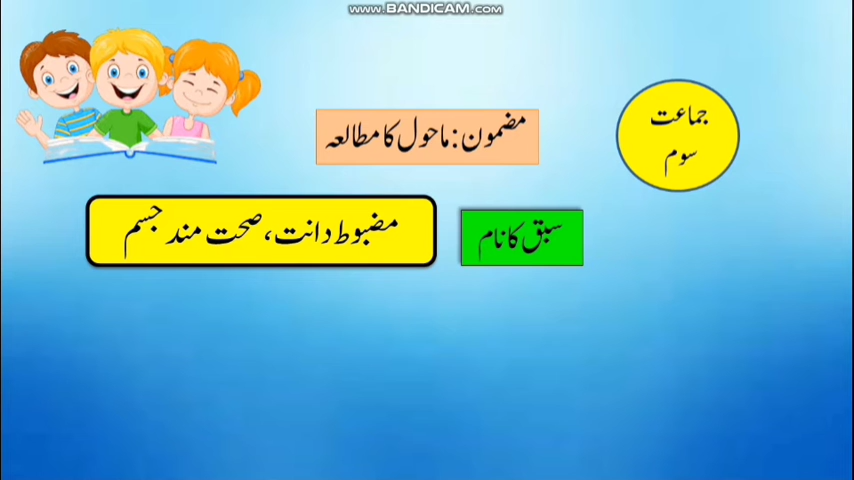 www.BANDICAM.com
جماعت
سوم
مضمون: ماحول کا مطالعہ
سبق کا نام
مضبوط دانت، صحت مند جسم